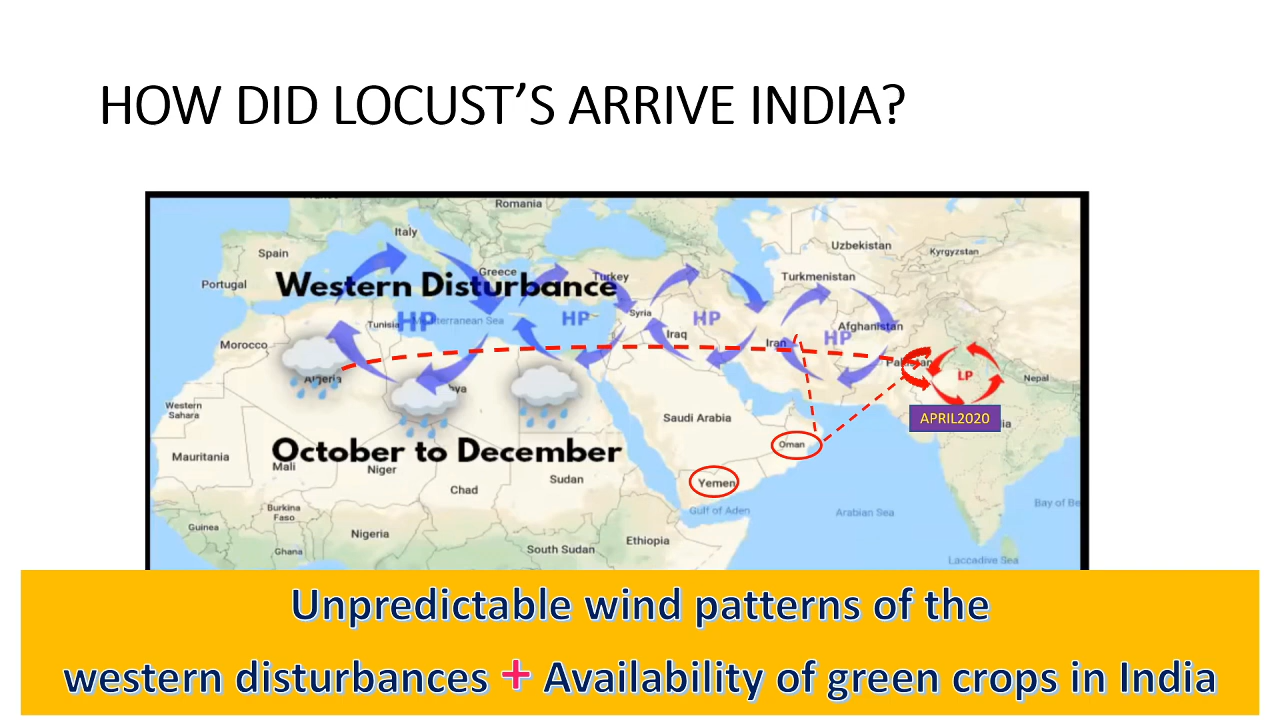 HOW DID LOCUST’S ARRIVE INDIA?
Romania
Italy
Uzbekistan
Kyrgyzstan
Spain
Greece
Turkey
Turkmenistan
Portugal
Western Disturbance
HP
HP
HP
HP
Tunisia
Mediterranean Sea
Syria
Iraq
Afghanistan
Morocco
Iran
Pakistan
LP
Nepal
Algeria
Western
Sahara
Saudi Arabia
APRIL2020
Oman
October to December
Mauritania
Mali
Niger
Sudan
Yemen
Chad
Burkina
Faso
Gulf of Aden
Arabian Sea
Bay of Be
Guinea
Nigeria
Ethiopia
Ghana
South Sudan
Laccadive Sea
Unpredictable wind patterns of the
western disturbances + Availability of green crops in India